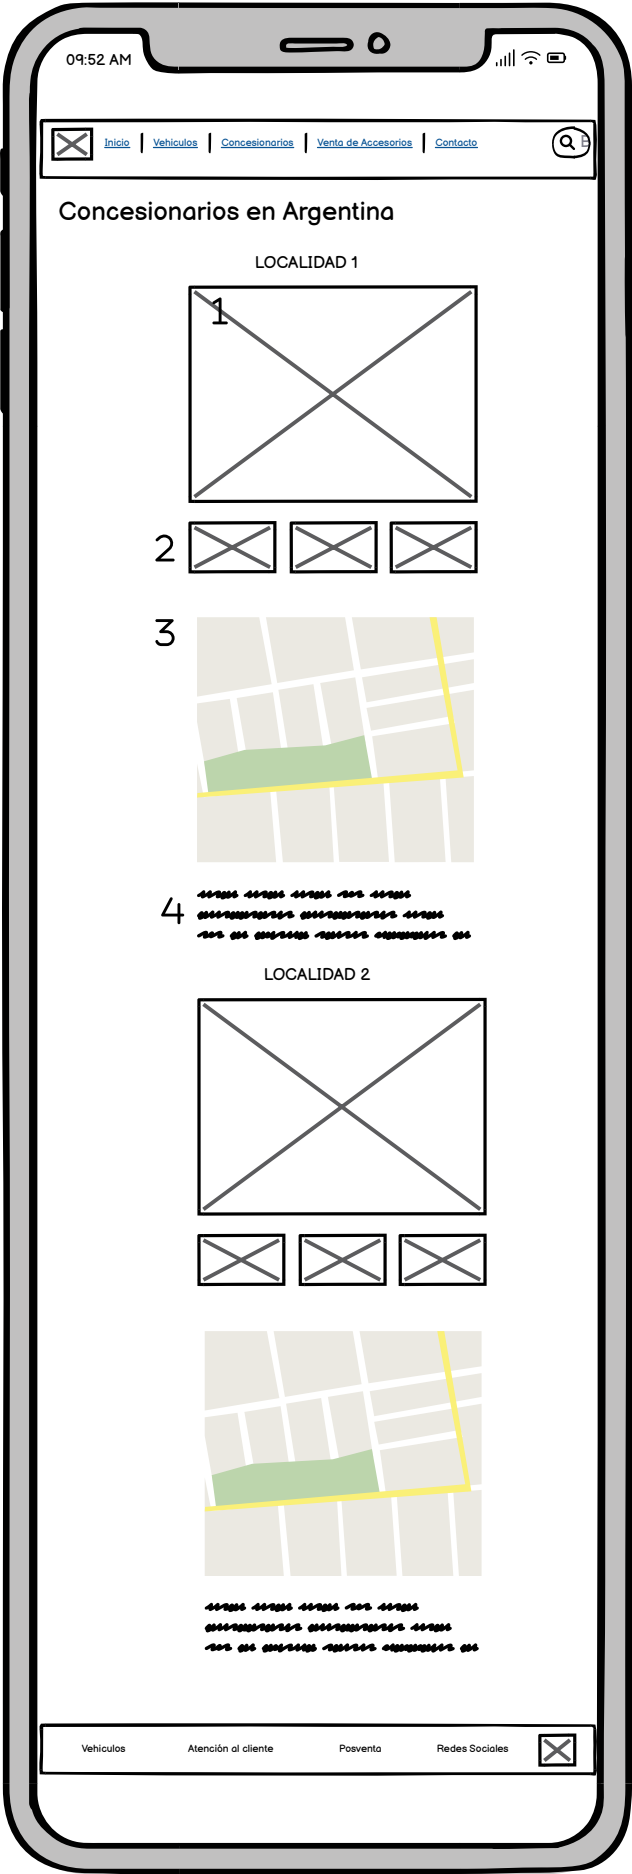 09:52 AM
Inicio Vehiculos Concesionarios Venta de Accesorios Contacto
Concesionarios en Argentina
LOCALIDAD 1
1
2
3
4
LOCALIDAD 2
Vehiculos Atención al cliente Posventa Redes Sociales